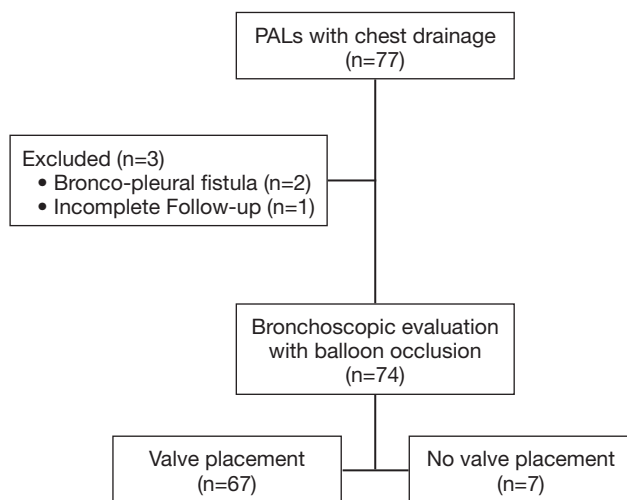 PALs with chest drainage
(n=77)
Excluded (n=3)
• Bronco-pleural fistula (n=2)
• Incomplete Follow-up (n=1)
Bronchoscopic evaluation
with balloon occlusion
(n=74)
Valve placement
(n=67)
No valve placement
(n=7)